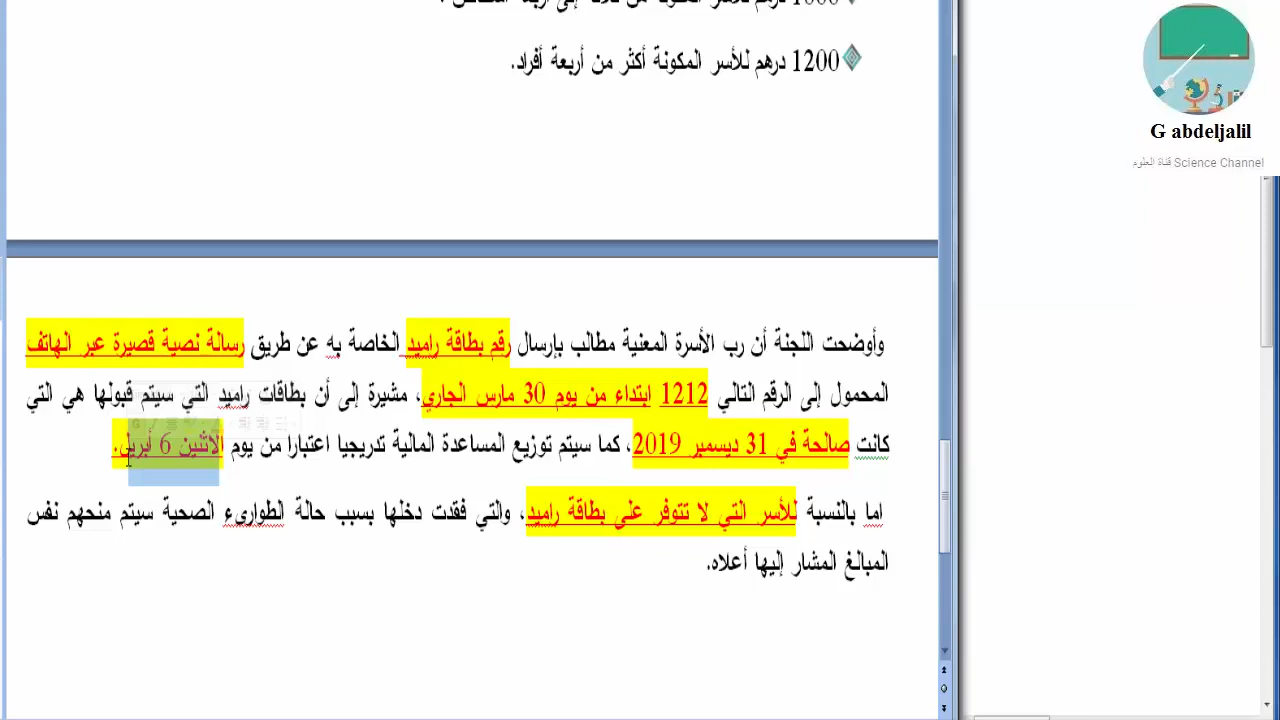 1200 درهم للأسر المكونة أكثر من أربعة أفراد.
G abdeljalil
قناة العلوم Science Channel
وأوضحت اللجنة أن رب الأسرة المعنية مطالب بإرسال رقم بطاقة راميد الخاصة به عن طريق رسالة نصية قصيرة عبر الهاتف
المحمول إلى الرقم التالي 1212 ابتداء من يوم 30 مارس الجاري، مشيرة إلى أن بطاقات راميد التي سيتم قبولها هي التي
كانت صالحة في 31 ديسمبر 2019، كما سيتم توزيع المساعدة المالية تدريجيا اعتبارا من يوم الاثنين 6 أبريل.
اما بالنسبة للأسر التي لا تتوفر على بطاقة راميد، والتي فقدت دخلها بسبب حالة الطوارىء الصحية سيتم منحهم نفس
المبالغ المشار إليها أعلاه.